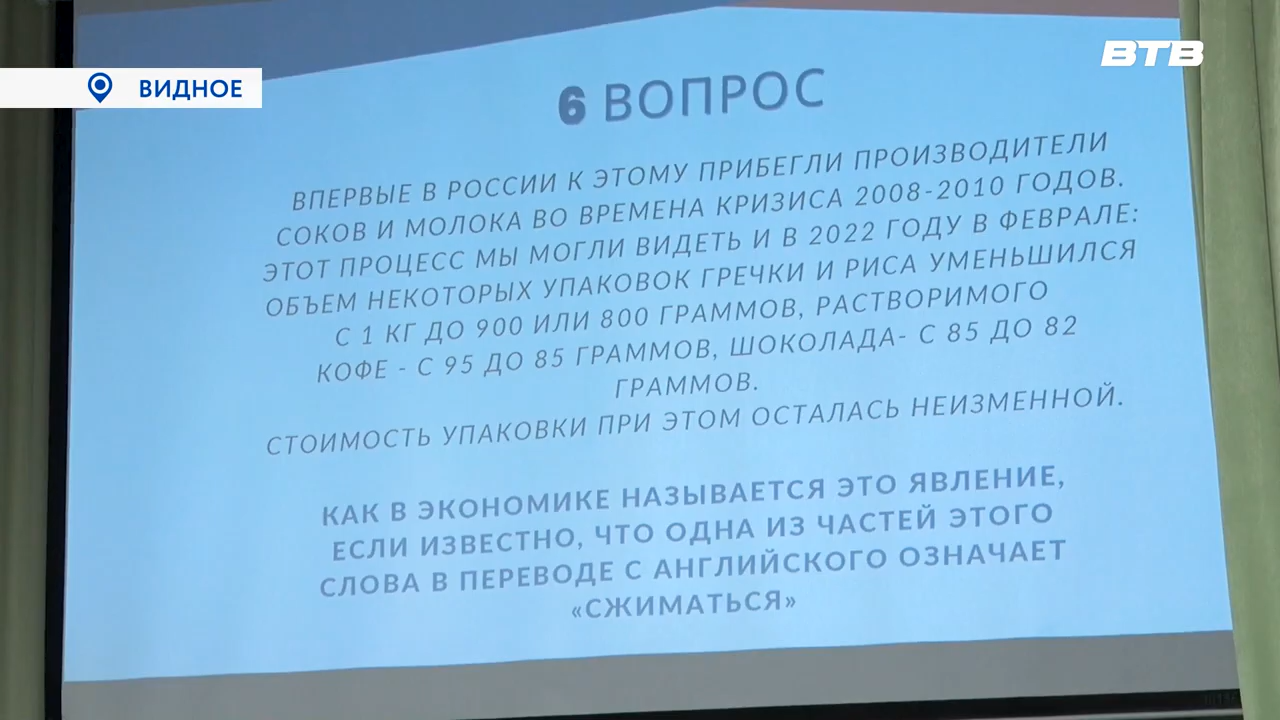 ВТВ
ВИДНОЕ
6 ВОПРОС
ВПЕРВЫЕ В РОССИИ К ЭТОМУ ПРИБЕГЛИ ПРОИЗВОДИТЕЛИ
СОКОВ И МОЛОКА ВО ВРЕМЕНА КРИЗИСА 2008-2010 ГОДОВ.
ЭТОТ ПРОЦЕСС МЫ МОГЛИ ВИДЕТЬ И В 2022 ГОДУ В ФЕВРАЛЕ:
ОБЪЕМ НЕКОТОРЫХ УПАКОВОК ГРЕЧКИ И РИСА УМЕНЬШИЛСЯ
С 1 КГ ДО 900 ИЛИ 800 ГРАММОВ, РАСТВОРИМОГО
КОФЕ - С 95 ДО 85 ГРАММОВ, ШОКОЛАДА- С 85 ДО 82
ГРАММОВ.
СТОИМОСТЬ УПАКОВКИ ПРИ ЭТОМ ОСТАЛАСЬ НЕИЗМЕННОЙ.
КАК В ЭКОНОМИКЕ НАЗЫВАЕТСЯ ЭТО ЯВЛЕНИЕ,
ЕСЛИ ИЗВЕСТНО, ЧТО ОДНА ИЗ ЧАСТЕЙ ЭТОГО
СЛОВА В ПЕРЕВОДЕ С АНГЛИЙСКОГО ОЗНАЧАЕТ
«СЖИМАТЬСЯ»